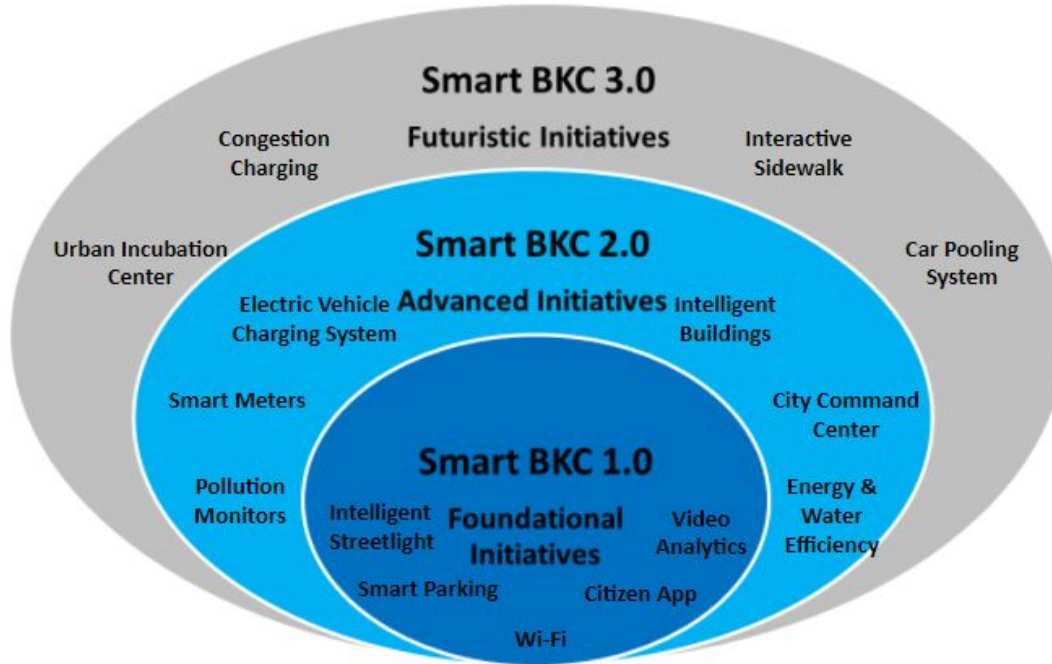 Smart BKC 3.0
Futuristic Initiatives
Congestion
Charging
Interactive
Sidewalk
Urban Incubation
Center
Car Pooling
System
Smart BKC 2.0
Advanced Initiatives
Electric Vehicle
Charging System
Intelligent
Buildings
Smart Meters
City Command
Center
Pollution
Monitors
Energy &
Water
Efficiency
Smart BKC 1.0
Foundational
Initiatives
Intelligent
Streetlight
Video
Analytics
Smart Parking
Citizen App
Wi-Fi